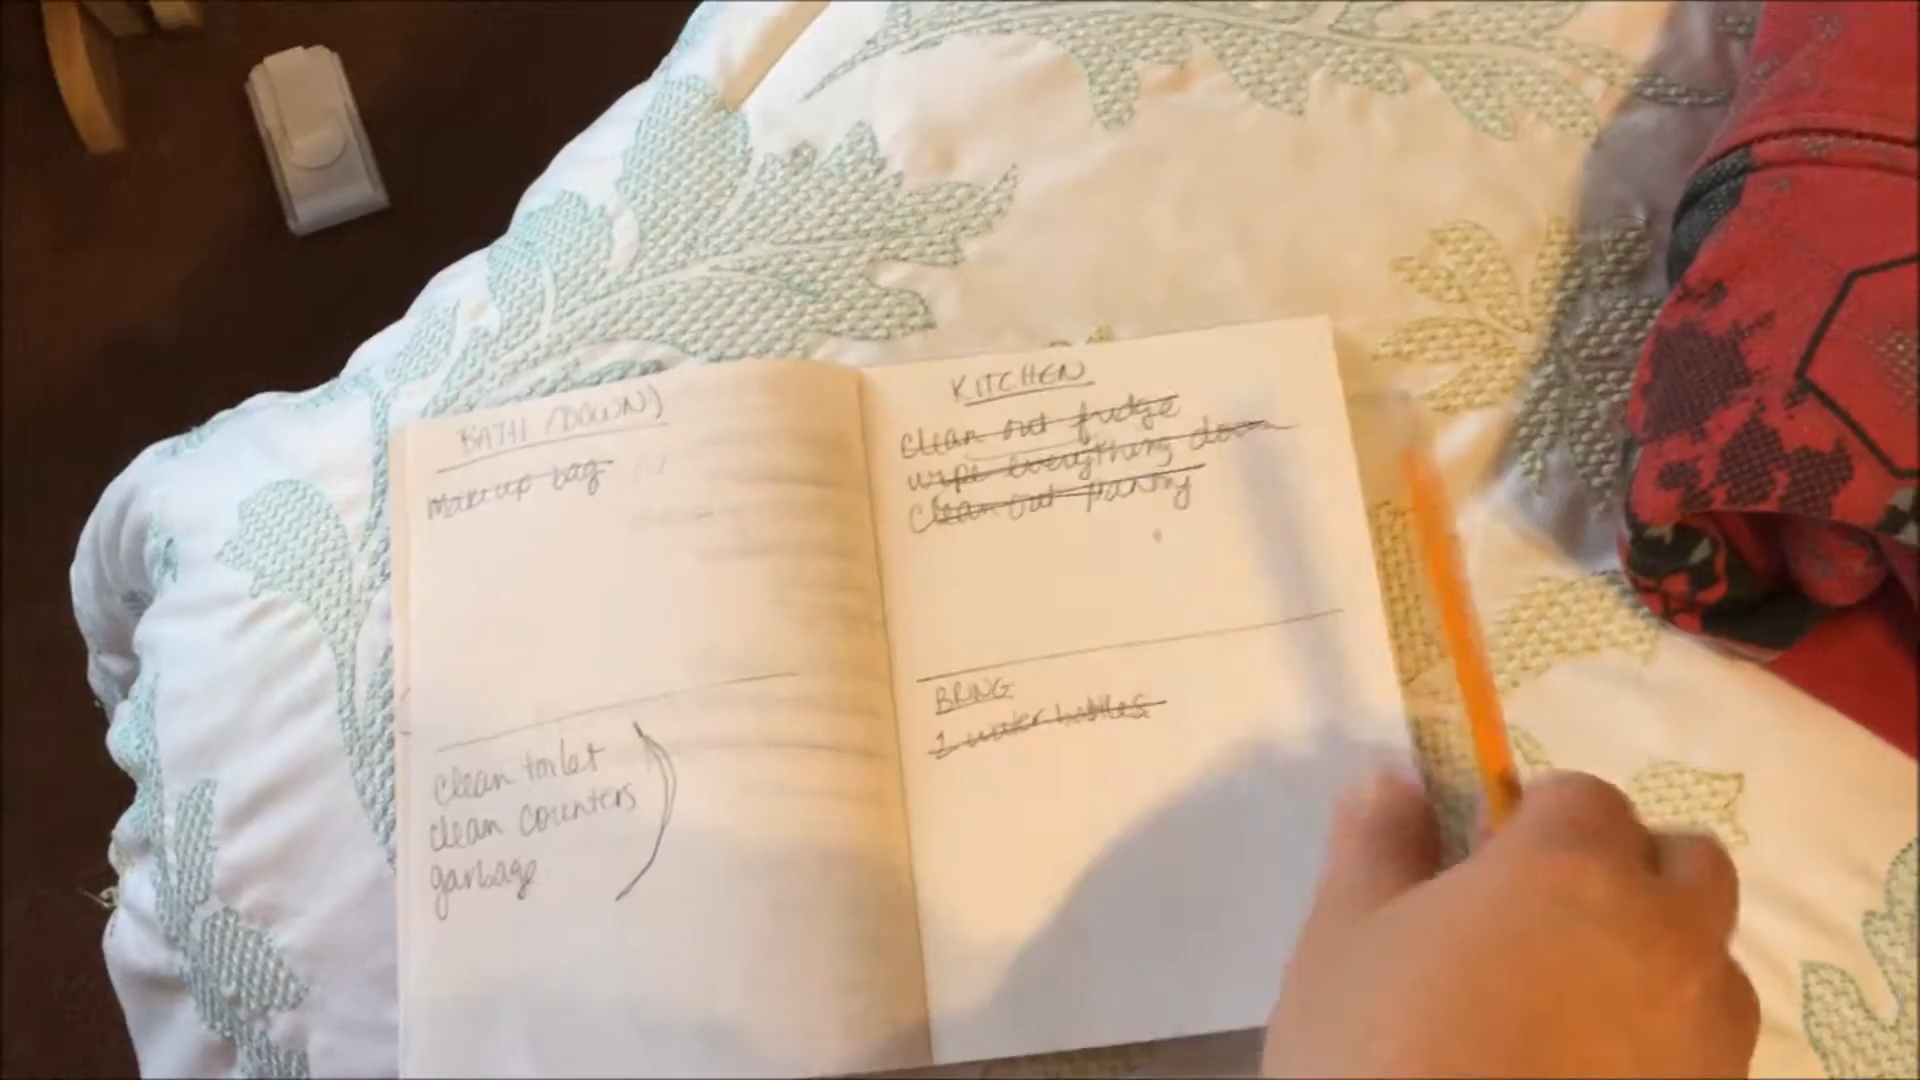 BATH (DOWN)
makeup bag
clean toilet
clean counters
garbage
KITCHEN
clean out fridge
wipe everything down
clean out pantry
BRING
2 water bottles